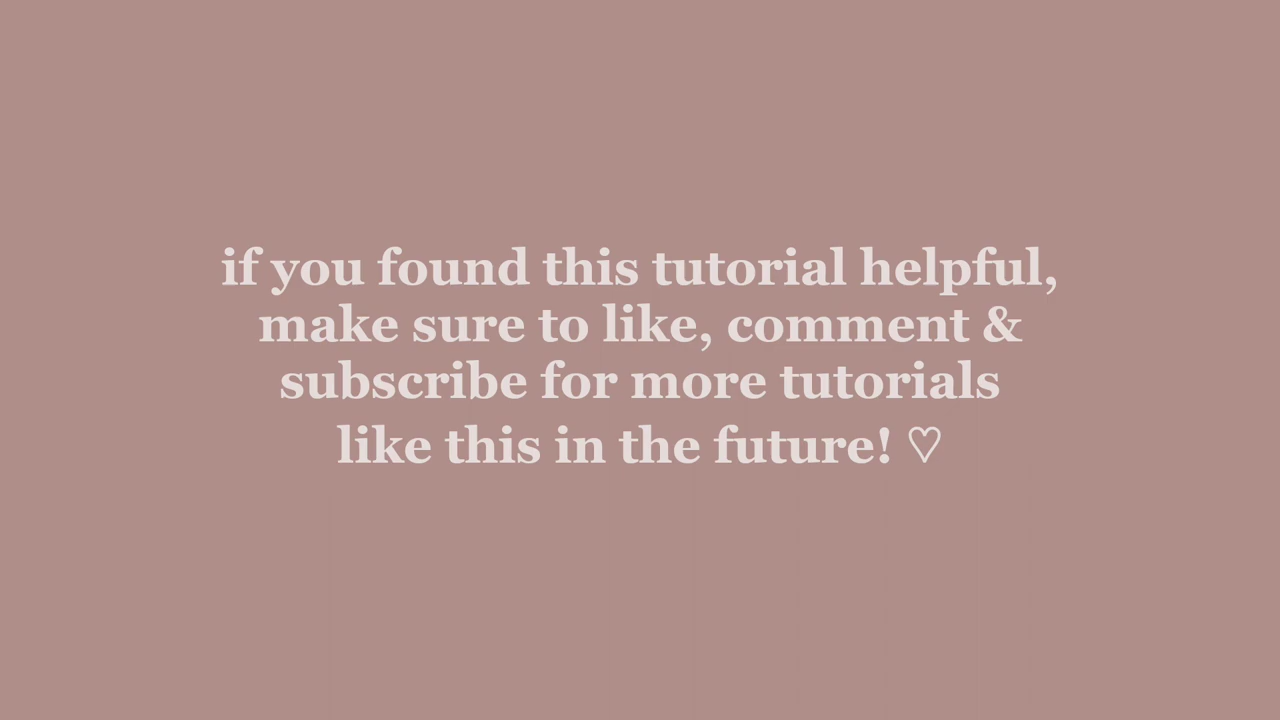 if you found this tutorial helpful,
make sure to like, comment &
subscribe for more tutorials
like this in the future! ♡